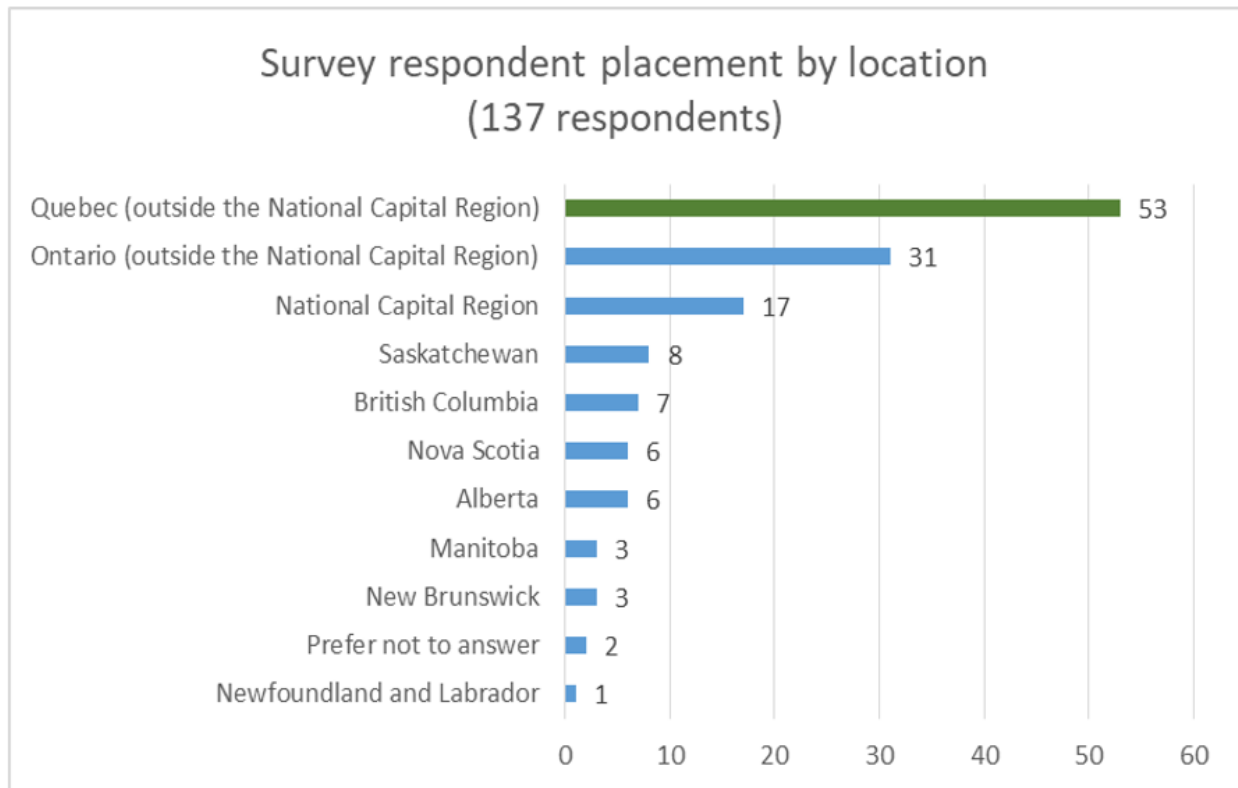 Survey respondent placement by location
(137 respondents)
Quebec (outside the National Capital Region) 53
Ontario (outside the National Capital Region) 31
National Capital Region 17
Saskatchewan 8
British Columbia 7
Nova Scotia 6
Alberta 6
Manitoba 3
New Brunswick 3
Prefer not to answer 2
Newfoundland and Labrador 1
0 10 20 30 40 50 60